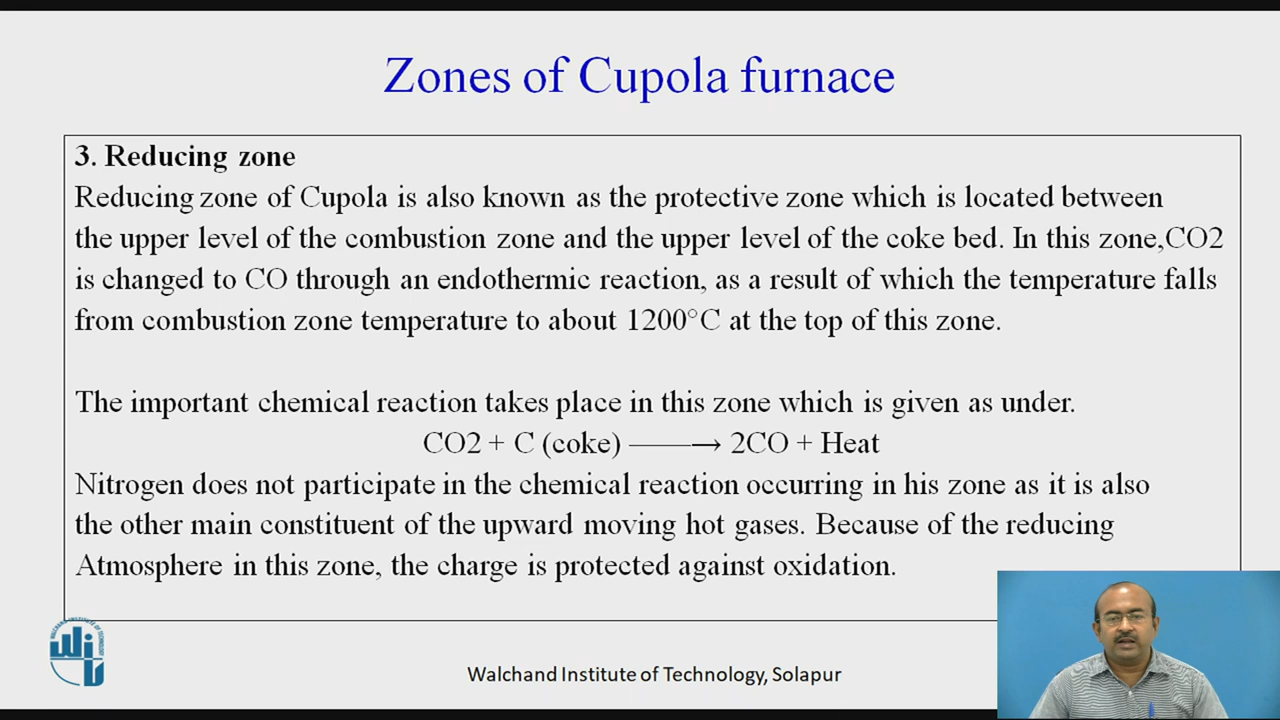 Zones of Cupola furnace
3. Reducing zone
Reducing zone of Cupola is also known as the protective zone which is located between
the upper level of the combustion zone and the upper level of the coke bed. In this zone,CO2
is changed to CO through an endothermic reaction, as a result of which the temperature falls
from combustion zone temperature to about 1200°C at the top of this zone.
The important chemical reaction takes place in this zone which is given as under.
CO2 + C (coke) ———→ 2CO + Heat
Nitrogen does not participate in the chemical reaction occurring in his zone as it is also
the other main constituent of the upward moving hot gases. Because of the reducing
Atmosphere in this zone, the charge is protected against oxidation.
WALCHAND INSTITUTE OF TECHNOLOGY
WIT
Walchand Institute of Technology, Solapur